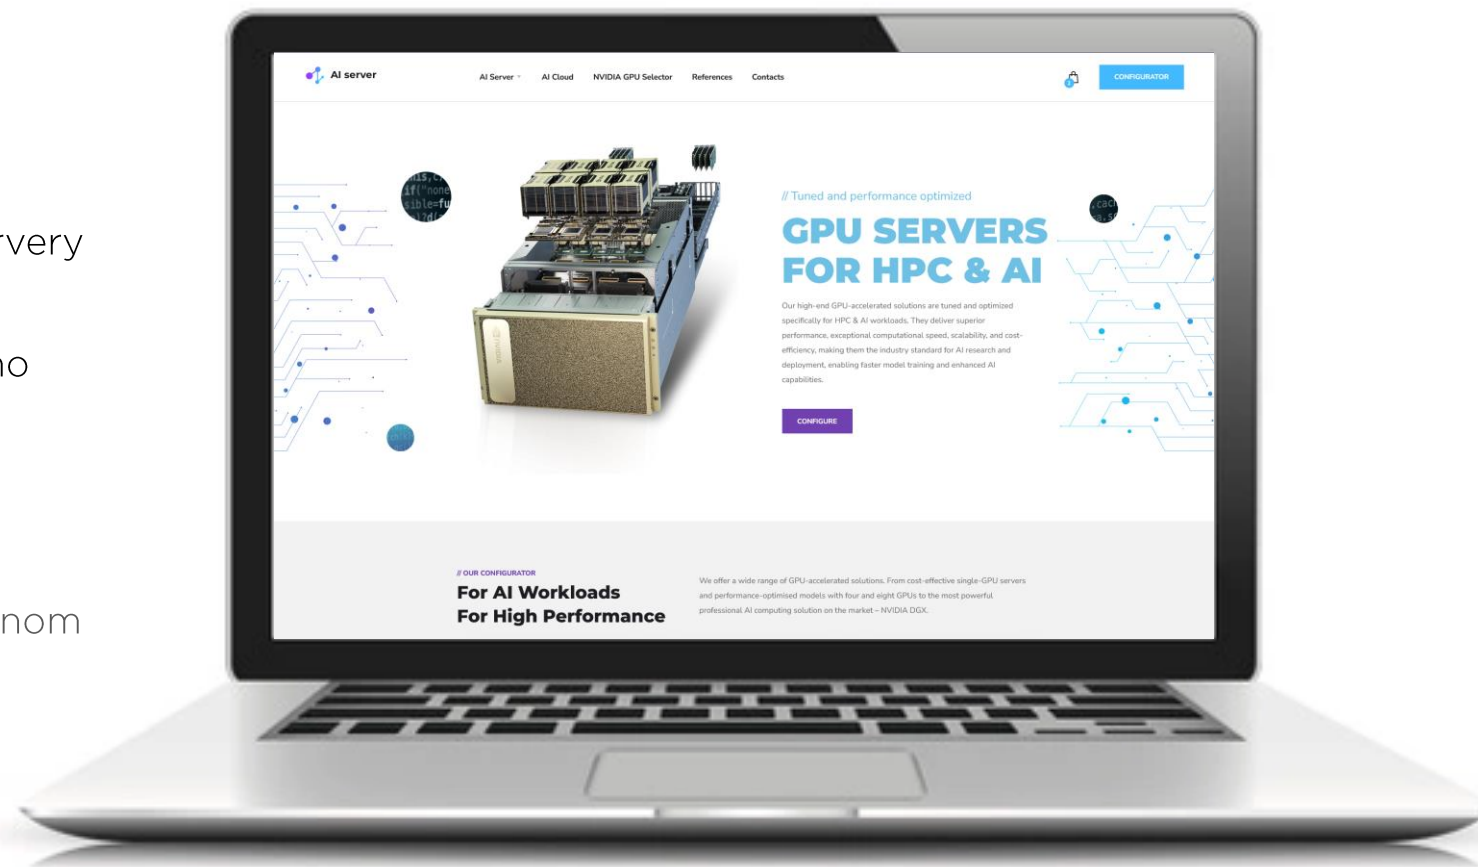 rvery
no
nom
AI server
AI Server
AI Cloud
NVIDIA GPU Selector
References
Contacts
CONFIGURATOR
if("none
sible=fu
// Tuned and performance optimized
GPU SERVERS
FOR HPC & AI
Our high-end GPU-accelerated solutions are tuned and optimized
specifically for HPC & AI workloads. They deliver superior
performance, exceptional computational speed, scalability, and cost-
efficiency, making them the industry standard for AI research and
deployment, enabling faster model training and enhanced AI
capabilities.
CONFIGURE
NVIDIA
// OUR CONFIGURATOR
For AI Workloads
For High Performance
We offer a wide range of GPU-accelerated solutions. From cost-effective single-GPU servers
and performance-optimised models with four and eight GPUs to the most powerful
professional AI computing solution on the market – NVIDIA DGX.